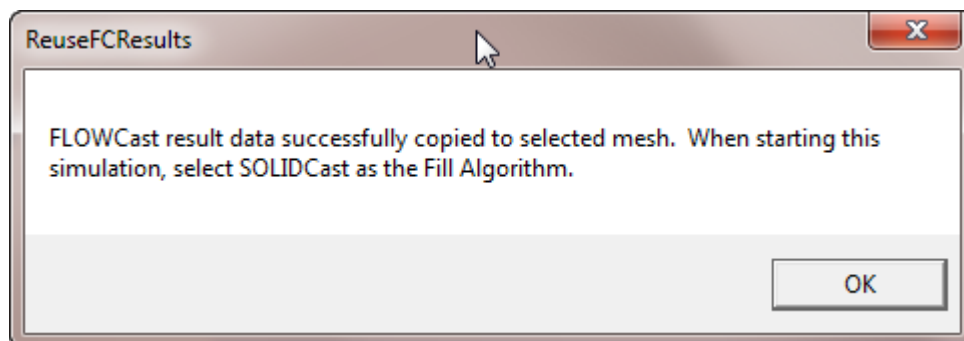 ReuseFCResults
FLOWCast result data successfully copied to selected mesh.  When starting this
simulation, select SOLIDCast as the Fill Algorithm.
OK